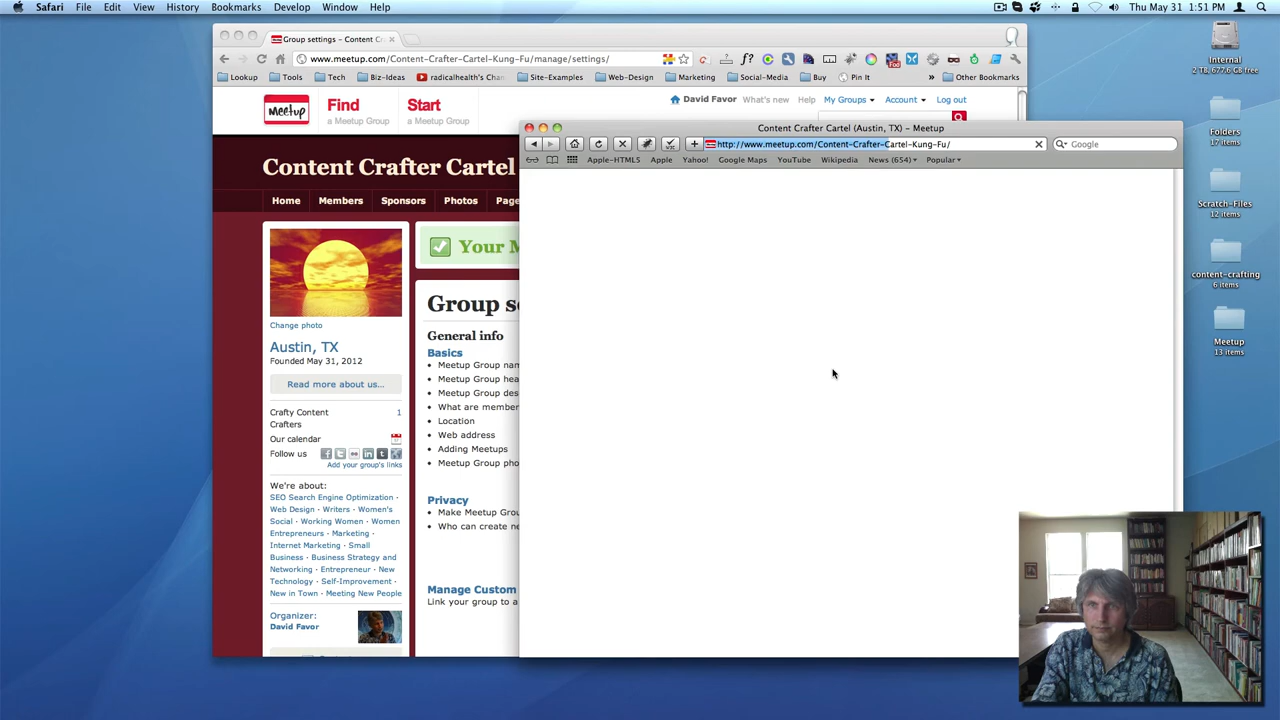 Safari File Edit View History Bookmarks Develop Window Help
Thu May 31 1:51 PM
Group settings – Content Cr
www.meetup.com/Content-Crafter-Cartel-Kung-Fu/manage/settings/
Lookup Tools Tech Biz-Ideas radicalhealth's Chan Site-Examples Web-Design Marketing Social-Media Buy Pin It » Other Bookmarks
Meetup
Find
a Meetup Group
Start
a Meetup Group
David Favor What's new Help My Groups Account Log out
Content Crafter Cartel
Home Members Sponsors Photos Page
Change photo
Austin, TX
Founded May 31, 2012
Read more about us...
Crafty Content
Crafters
1
Our calendar
Follow us
Add your group's links
We're about:
SEO Search Engine Optimization ·
Web Design · Writers · Women's
Social · Working Women · Women
Entrepreneurs · Marketing ·
Internet Marketing · Small
Business · Business Strategy and
Networking · Entrepreneur · New
Technology · Self-Improvement ·
New in Town · Meeting New People
Organizer:
David Favor
Your M
Group se
General info
Basics
• Meetup Group nam
• Meetup Group hea
• Meetup Group des
• What are member
• Location
• Web address
• Adding Meetups
• Meetup Group pho
Privacy
• Make Meetup Grou
• Who can create ne
Manage Custom
Link your group to a
Content Crafter Cartel (Austin, TX) – Meetup
http://www.meetup.com/Content-Crafter-Cartel-Kung-Fu/
Google
Apple-HTML5 Apple Yahoo! Google Maps YouTube Wikipedia News (654) Popular
Internal
2 TB, 677.6 GB free
Folders
17 items
Scratch-Files
12 items
content-crafting
6 items
Meetup
13 items